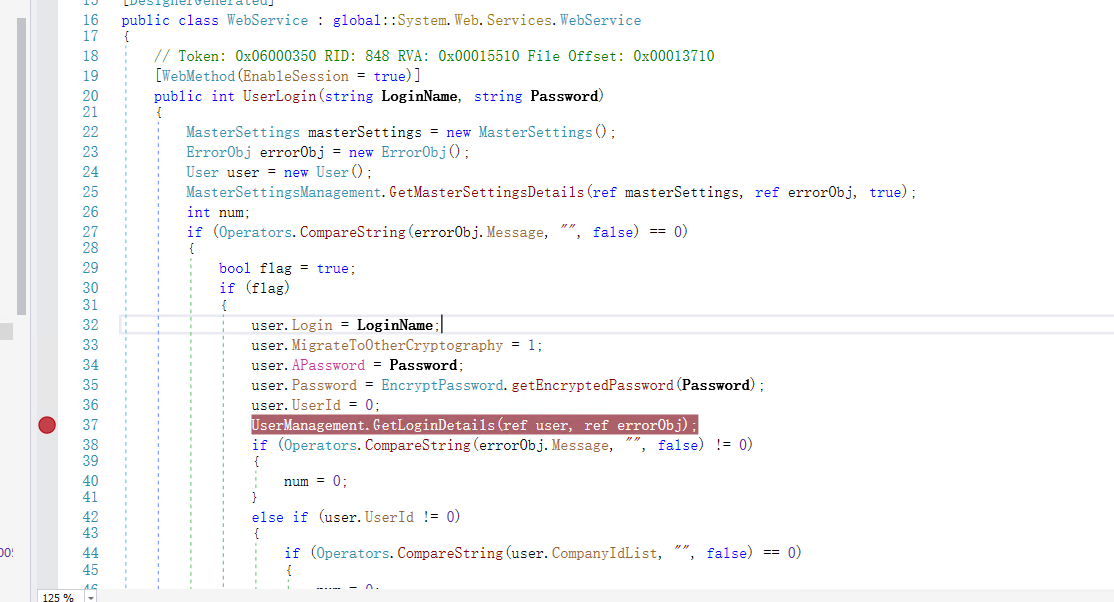 15 [DesignerGenerated]
16 public class WebService : global::System.Web.Services.WebService
17 {
18 // Token: 0x06000350 RID: 848 RVA: 0x00015510 File Offset: 0x00013710
19 [WebMethod(EnableSession = true)]
20 public int UserLogin(string LoginName, string Password)
21 {
22 MasterSettings masterSettings = new MasterSettings();
23 ErrorObj errorObj = new ErrorObj();
24 User user = new User();
25 MasterSettingsManagement.GetMasterSettingsDetails(ref masterSettings, ref errorObj, true);
26 int num;
27 if (Operators.CompareString(errorObj.Message, "", false) == 0)
28 {
29 bool flag = true;
30 if (flag)
31 {
32 user.Login = LoginName;
33 user.MigrateToOtherCryptography = 1;
34 user.APassword = Password;
35 user.Password = EncryptPassword.getEncryptedPassword(Password);
36 user.UserId = 0;
37 UserManagement.GetLoginDetails(ref user, ref errorObj);
38 if (Operators.CompareString(errorObj.Message, "", false) != 0)
39 {
40 num = 0;
41 }
42 else if (user.UserId != 0)
43 {
44 if (Operators.CompareString(user.CompanyIdList, "", false) == 0)
45 {
46 num = 0;
125 %